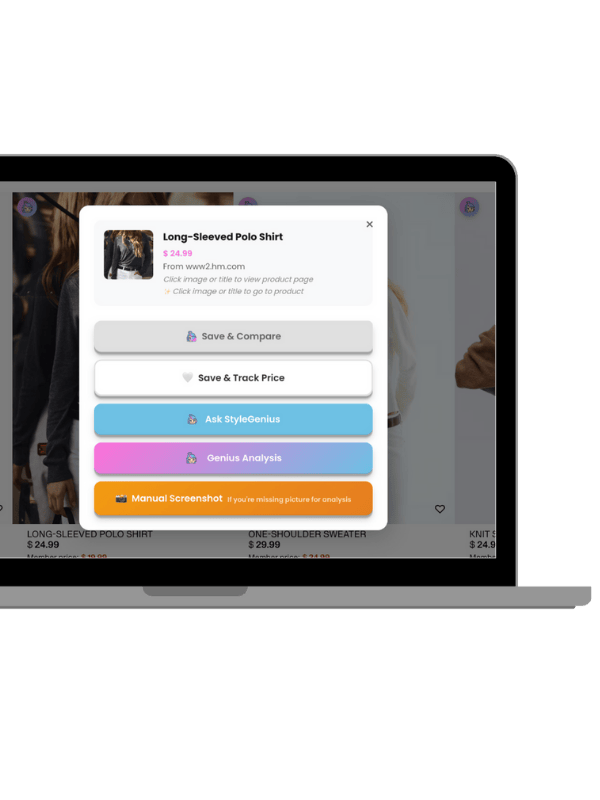 ×
Long-Sleeved Polo Shirt
$ 24.99
From www2.hm.com
Click image or title to view product page
✨ Click image or title to go to product
Save & Compare
🤍 Save & Track Price
Ask StyleGenius
Genius Analysis
📸 Manual Screenshot If you're missing picture for analysis
LONG-SLEEVED POLO SHIRT
$ 24.99
Member price: $ 19.99
ONE-SHOULDER SWEATER
$ 29.99
Member price: $ 24.99
KNIT S
$ 24.9
Membe